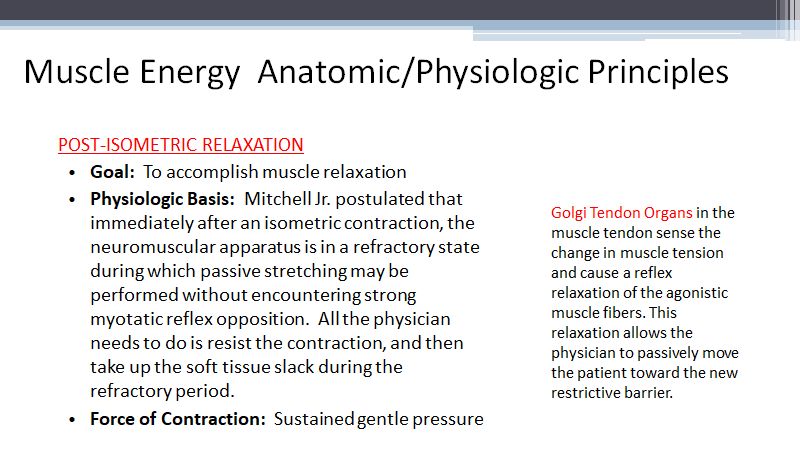 Muscle Energy  Anatomic/Physiologic Principles
POST-ISOMETRIC RELAXATION
• Goal:  To accomplish muscle relaxation
• Physiologic Basis:  Mitchell Jr. postulated that
immediately after an isometric contraction, the
neuromuscular apparatus is in a refractory state
during which passive stretching may be
performed without encountering strong
myotatic reflex opposition.  All the physician
needs to do is resist the contraction, and then
take up the soft tissue slack during the
refractory period.
• Force of Contraction:  Sustained gentle pressure
Golgi Tendon Organs in the
muscle tendon sense the
change in muscle tension
and cause a reflex
relaxation of the agonistic
muscle fibers. This
relaxation allows the
physician to passively move
the patient toward the new
restrictive barrier.